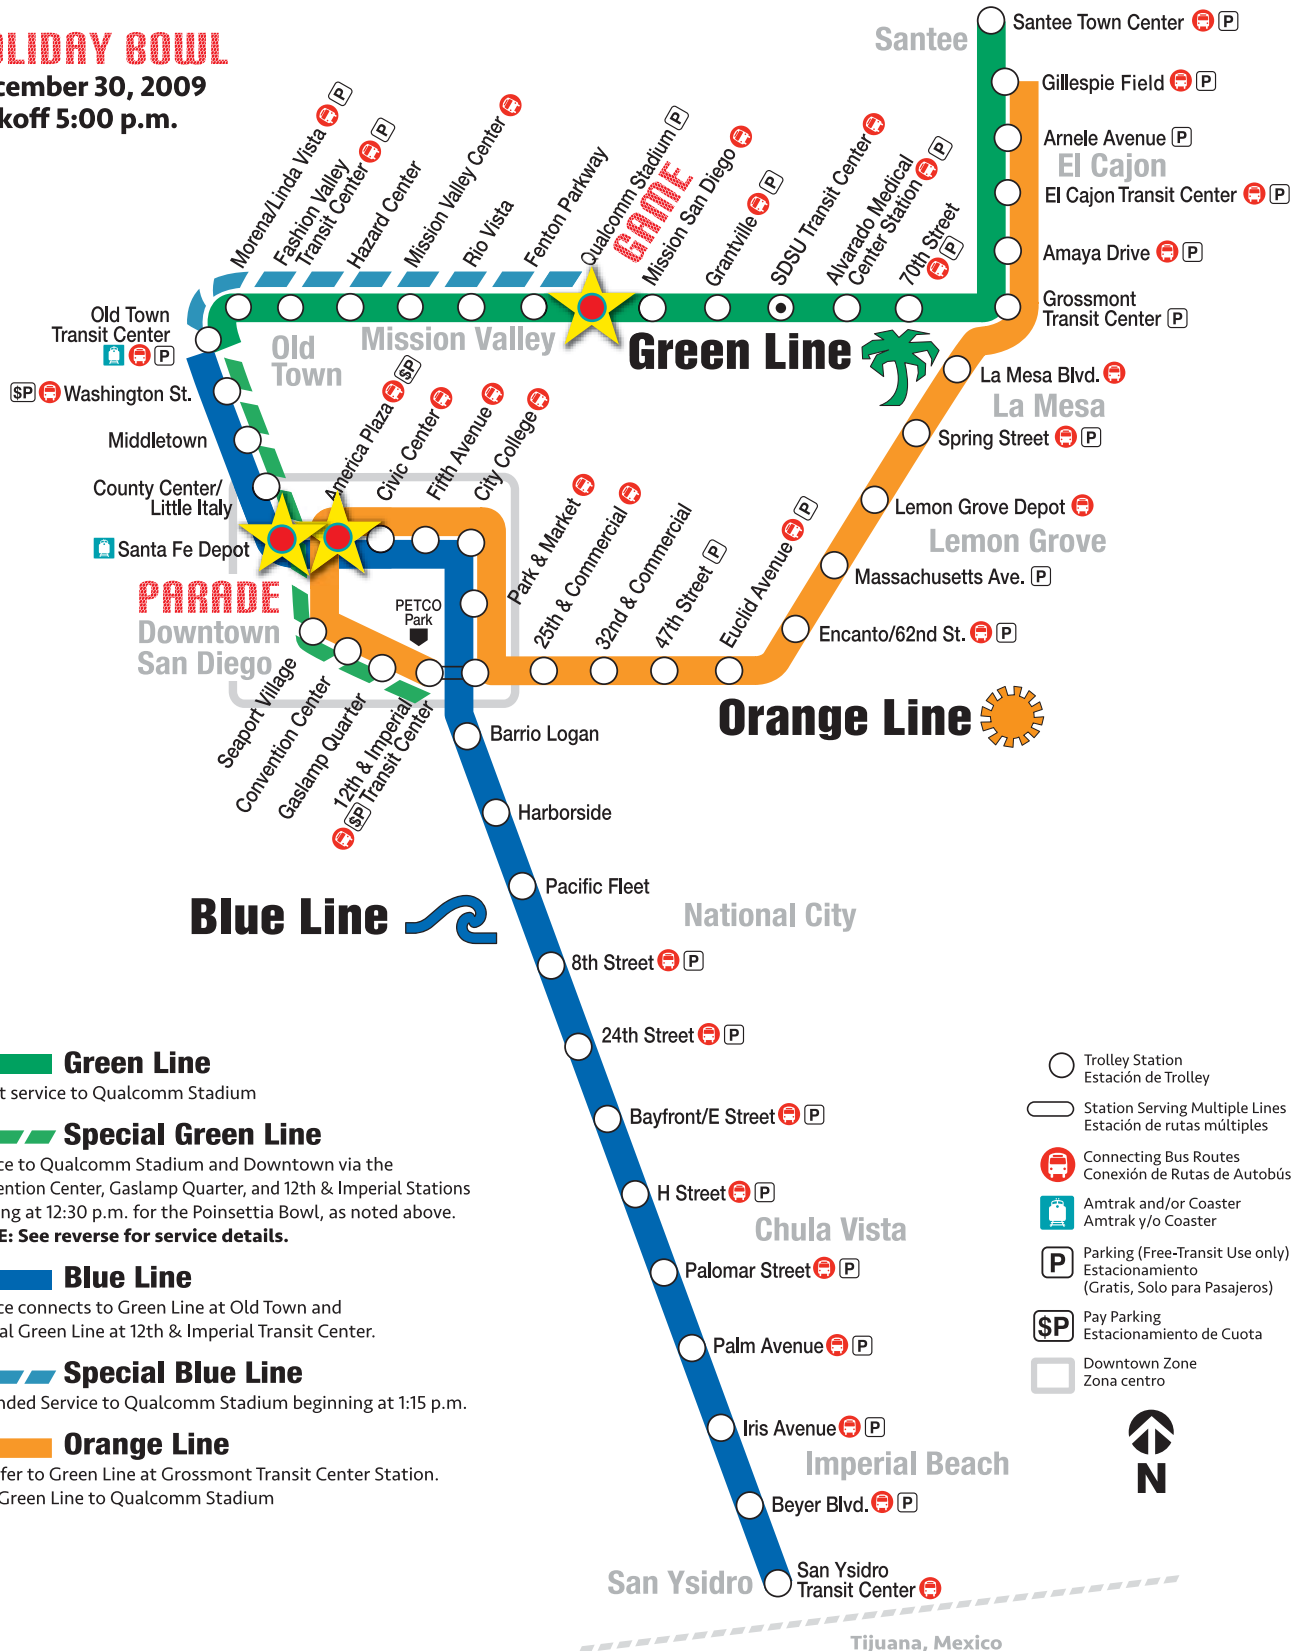 OLIDAY BOWL
cember 30, 2009
koff 5:00 p.m.
Santee
Santee Town Center P
Gillespie Field P
Arnele Avenue P
El Cajon
El Cajon Transit Center P
Amaya Drive P
Grossmont
Transit Center P
Morena/Linda Vista P
Fashion Valley
Transit Center P
Hazard Center
Mission Valley Center
Rio Vista
Fenton Parkway
Qualcomm Stadium P
GAME
Mission San Diego
Grantville P
SDSU Transit Center
Alvarado Medical
Center Station P
70th Street
P
Old Town
Transit Center
P
Old
Town
Mission Valley
Green Line
$P Washington St.
Middletown
County Center/
Little Italy
Santa Fe Depot
America Plaza $P
Civic Center
Fifth Avenue
City College
La Mesa Blvd.
La Mesa
Spring Street P
Lemon Grove Depot
Lemon Grove
Massachusetts Ave. P
Encanto/62nd St. P
Park & Market
25th & Commercial
32nd & Commercial
47th Street P
Euclid Avenue P
PARADE
Downtown
San Diego
PETCO
Park
Seaport Village
Convention Center
Gaslamp Quarter
12th & Imperial
Transit Center
$P
Orange Line
Barrio Logan
Harborside
Pacific Fleet
Blue Line
National City
8th Street P
24th Street P
Bayfront/E Street P
H Street P
Chula Vista
Palomar Street P
Palm Avenue P
Iris Avenue P
Imperial Beach
Beyer Blvd. P
San Ysidro
San Ysidro
Transit Center
Tijuana, Mexico
Green Line
t service to Qualcomm Stadium
Special Green Line
ce to Qualcomm Stadium and Downtown via the
ention Center, Gaslamp Quarter, and 12th & Imperial Stations
ng at 12:30 p.m. for the Poinsettia Bowl, as noted above.
E: See reverse for service details.
Blue Line
ce connects to Green Line at Old Town and
al Green Line at 12th & Imperial Transit Center.
Special Blue Line
nded Service to Qualcomm Stadium beginning at 1:15 p.m.
Orange Line
fer to Green Line at Grossmont Transit Center Station.
Green Line to Qualcomm Stadium
Trolley Station
Estación de Trolley
Station Serving Multiple Lines
Estación de rutas múltiples
Connecting Bus Routes
Conexión de Rutas de Autobús
Amtrak and/or Coaster
Amtrak y/o Coaster
P
Parking (Free-Transit Use only)
Estacionamiento
(Gratis, Solo para Pasajeros)
$P
Pay Parking
Estacionamiento de Cuota
Downtown Zone
Zona centro
N